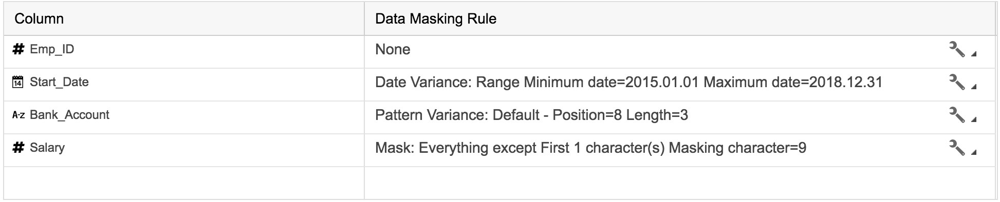 Column Data Masking Rule
# Emp_ID None
14 Start_Date Date Variance: Range Minimum date=2015.01.01 Maximum date=2018.12.31
A-Z Bank_Account Pattern Variance: Default - Position=8 Length=3
# Salary Mask: Everything except First 1 character(s) Masking character=9